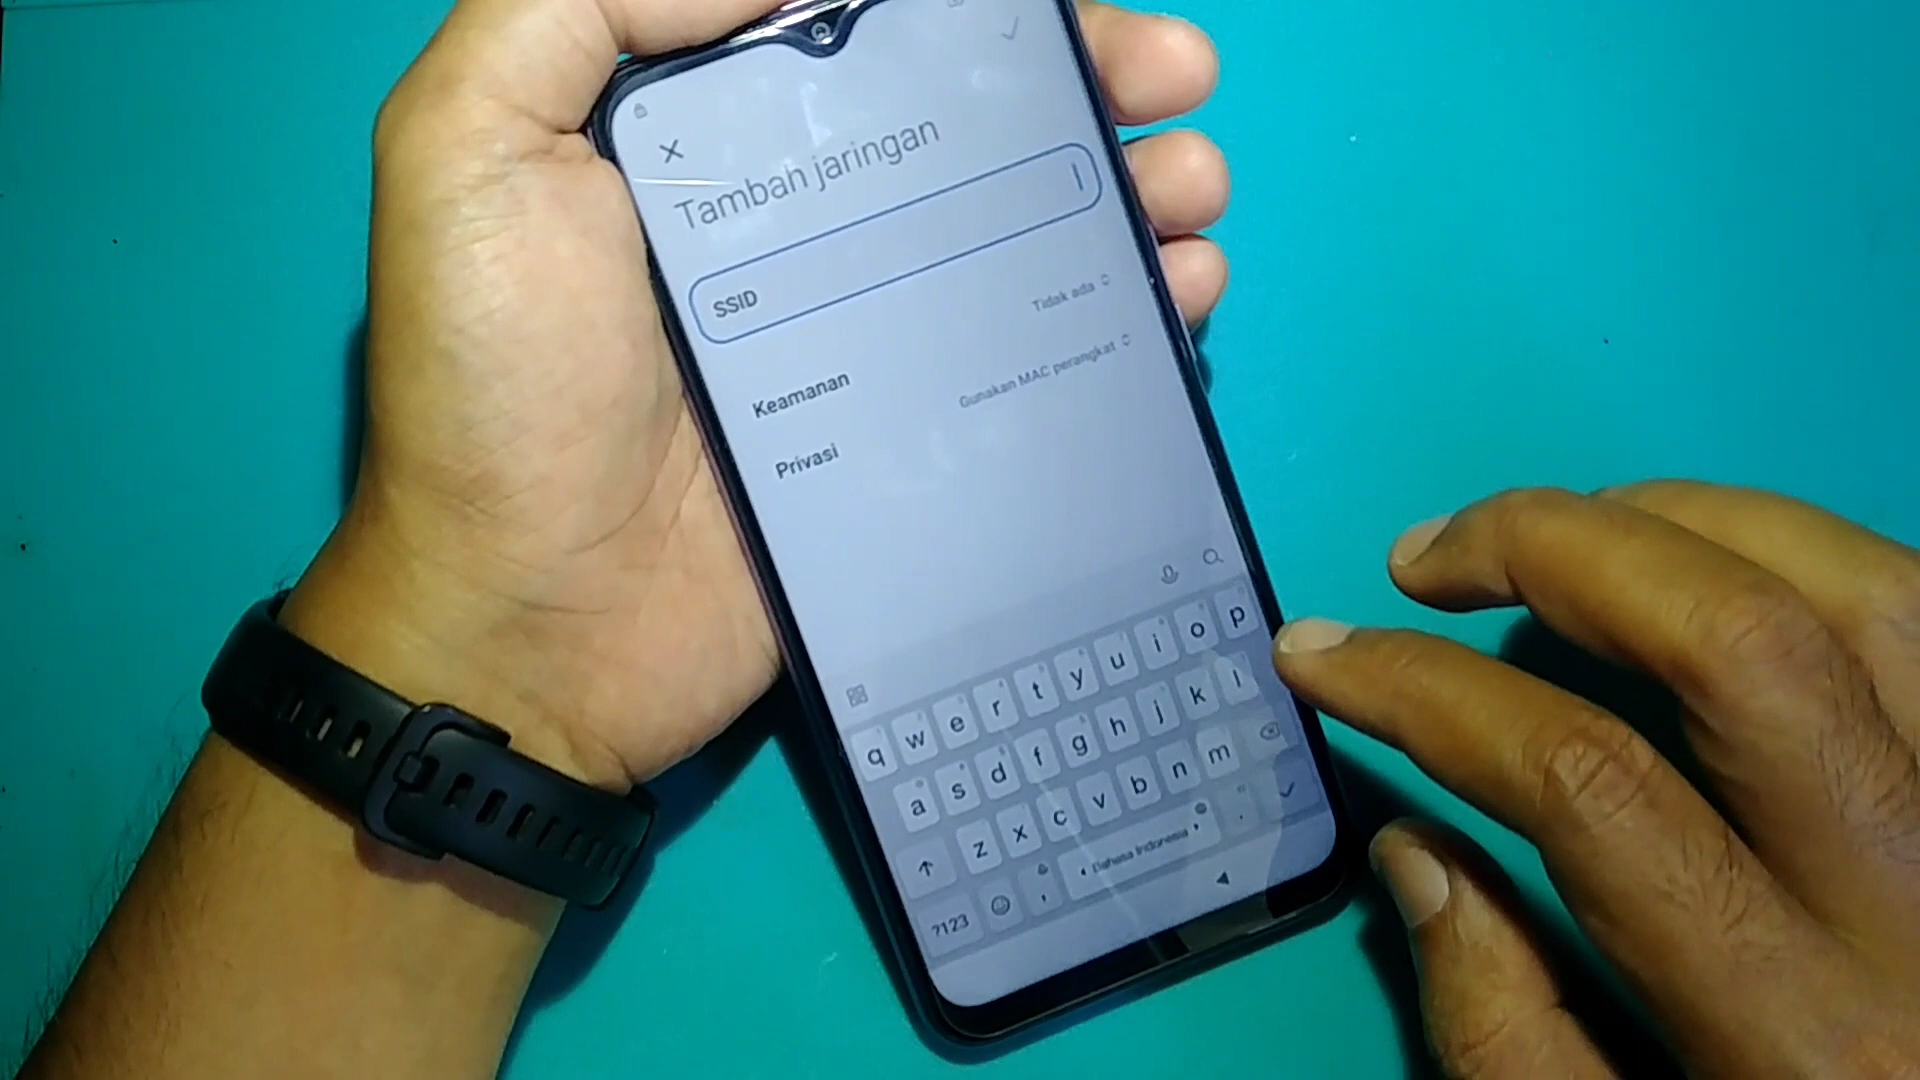 Tambah jaringan
SSID
Keamanan Tidak ada
Privasi Gunakan MAC perangkat
q w e r t y u i o p
a s d f g h j k l
z x c v b n m
?123 , Bahasa Indonesia .